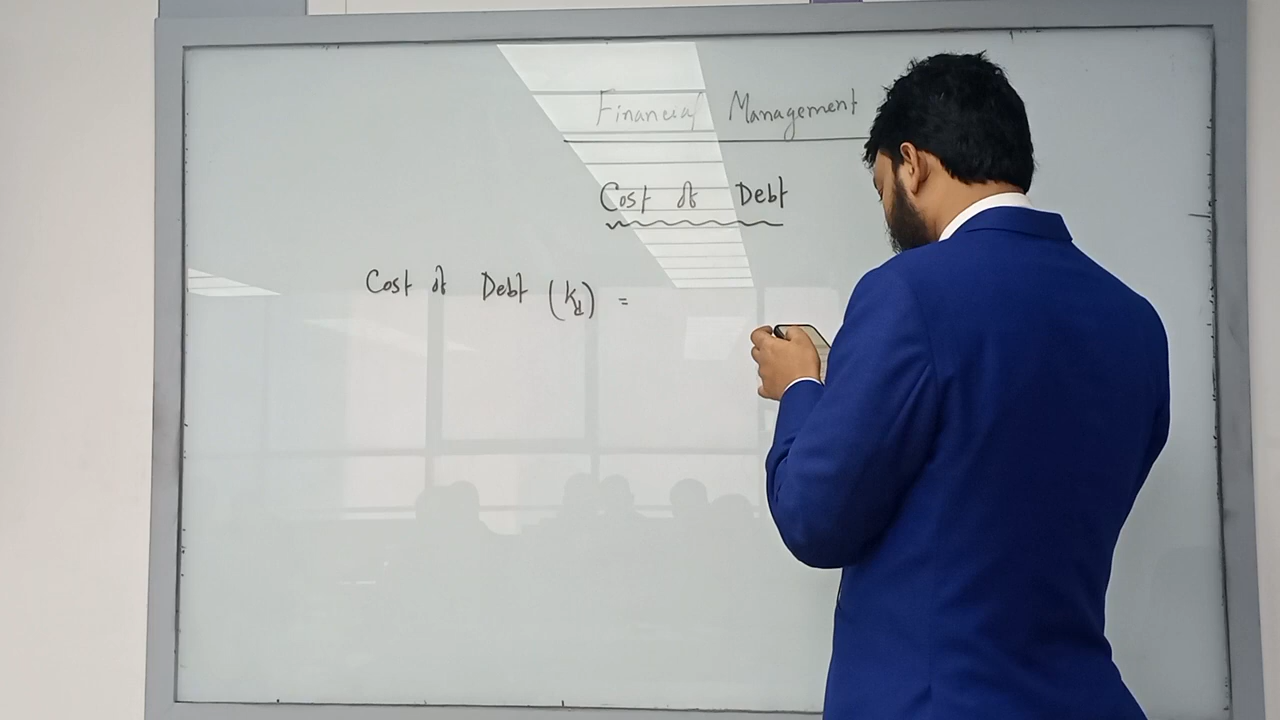 Financial Management
Cost of Debt
Cost of Debt (kd) =